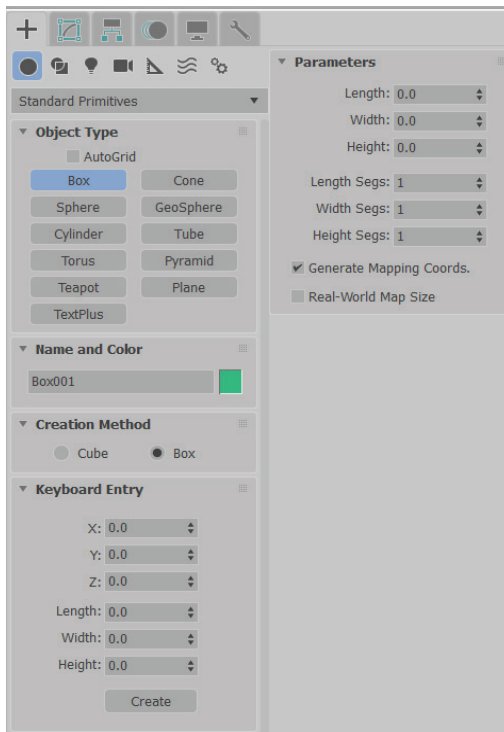 Standard Primitives
Object Type
AutoGrid
Box Cone
Sphere GeoSphere
Cylinder Tube
Torus Pyramid
Teapot Plane
TextPlus
Name and Color
Box001
Creation Method
Cube Box
Keyboard Entry
X: 0.0
Y: 0.0
Z: 0.0
Length: 0.0
Width: 0.0
Height: 0.0
Create
Parameters
Length: 0.0
Width: 0.0
Height: 0.0
Length Segs: 1
Width Segs: 1
Height Segs: 1
Generate Mapping Coords.
Real-World Map Size